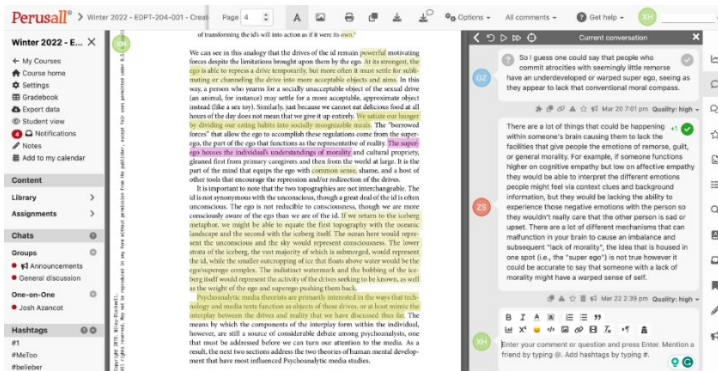 Perusall
Winter 2022 - EDPT-204-001 - Creat
Page 4
Options
All comments
Get help
XH
Winter 2022 - E...
My Courses
Course home
Settings
Gradebook
Export data
Student view
4 Notifications
Notes
Add to my calendar
Content
Library
Assignments
Chats
Groups
Announcements
General discussion
One-on-One
Josh Azancot
Hashtags
#1
#MeToo
#believer
XH
of transforming the id's will into action as if it were its own."
We can see in this analogy that the drives of the id remain powerful motivating
forces despite the limitations brought upon them by the ego. At its strongest, the
ego is able to repress a drive temporarily, but more often it must settle for subli-
mating or channeling the drive into more acceptable objects and aims. In this
way, a person who yearns for a socially unacceptable object of the sexual drive
(an animal, for instance) may settle for a more acceptable, approximate object
instead (like a sex toy). Similarly, just because we cannot eat delicious food at all
hours of the day does not mean that we give it up entirely. We satiate our hunger
by dividing our eating habits into socially recognizable meals. The "borrowed
forces" that allow the ego to accomplish these regulations come from the super-
ego, the part of the ego that functions as the representative of reality. The super-
ego houses the individual's understandings of morality and cultural propriety,
gleaned first from primary caregivers and then from the world at large. It is the
part of the mind that equips the ego with common sense, shame, and a host of
other tools that encourage the repression and/or redirection of the drives.
It is important to note that the two topographies are not interchangeable. The
id is not synonymous with the unconscious, though a great deal of the id is often
unconscious. The ego is not reducible to consciousness, though we are more
consciously aware of the ego than we are of the id. If we return to the iceberg
metaphor, we might be able to equate the first topography with the oceanic
landscape and the second with the iceberg itself. The ocean here would repre-
sent the unconscious and the sky would represent consciousness. The lower
strata of the iceberg, the vast majority of which is submerged, would represent
the id, while the smaller outcropping of ice that floats above water would be the
ego/superego complex. The indistinct watermark and the bobbing of the ice-
berg itself would represent the activity of the drives seeking to be known, as well
as the weight of the ego and superego pushing them back.
Psychoanalytic media theorists are primarily interested in the ways that tech-
nology and media texts function as objects of these drives, or at least mimic the
interplay between the drives and reality that we have discussed thus far. The
means by which the components of the interplay form within the individual,
however, are still a source of considerable debate among psychoanalysts, one
that must be addressed before we can turn our attention to the media. As a
result, the next two sections address the two theories of human mental develop-
ment that have most influenced Psychoanalytic media studies.
Current conversation
GZ
So I guess one could say that people who
commit atrocities with seemingly little remorse
have an underdeveloped or warped super ego, seeing as
they appear to lack that conventional moral compass.
Mar 20 7:01 pm Quality: high
ZS
+1
There are a lot of things that could be happening
within someone's brain causing them to lack the
facilities that give people the emotions of remorse, guilt,
or general morality. For example, if someone functions
higher on cognitive empathy but low on affective empathy
they would be able to interpret the different emotions
people might feel via context clues and background
information, but they would be lacking the ability to
experience those negative emotions with the person so
they wouldn't really care that the other person is sad or
upset. There are a lot of different mechanisms that can
malfunction in your brain to cause an imbalance and
subsequent "lack of morality", the idea that is housed in
one spot (i.e., the "super ego") is not true however it
could be accurate to say that someone with a lack of
morality might have a warped sense of self.
Mar 22 2:39 pm Quality: high
XH
Enter your comment or question and press Enter. Mention a
friend by typing @. Add hashtags by typing #.